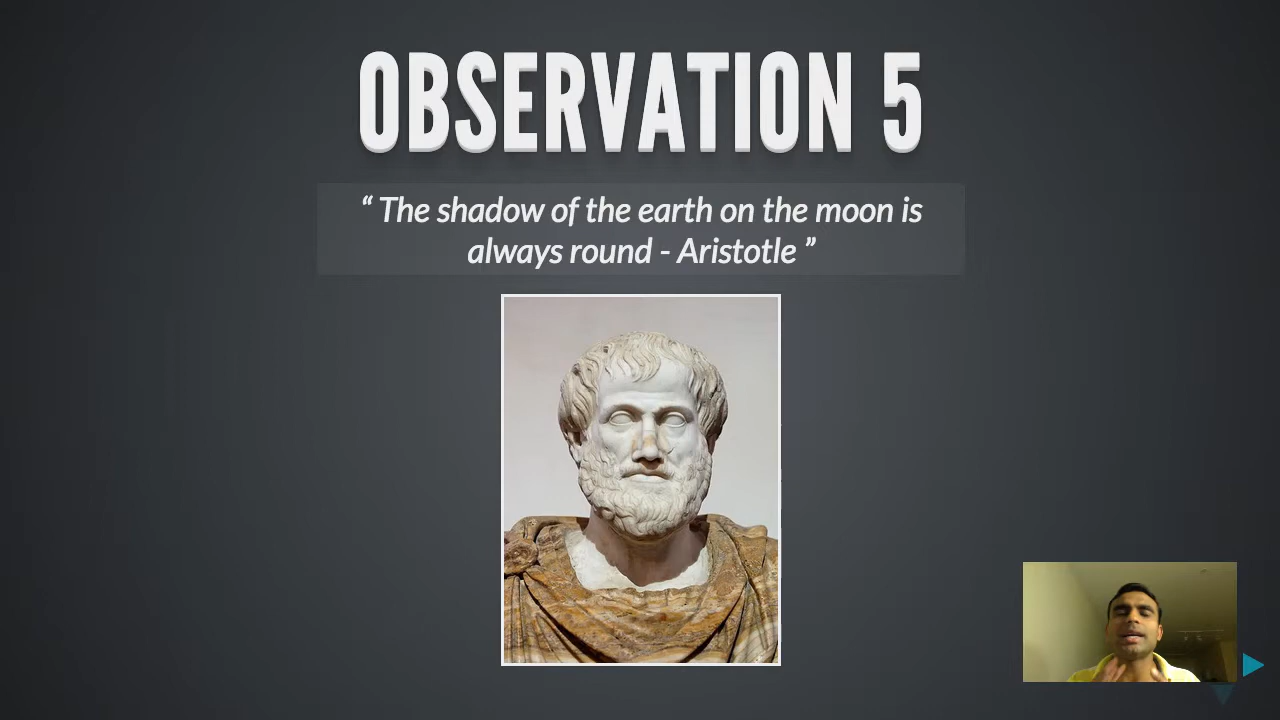 OBSERVATION 5
“ The shadow of the earth on the moon is
always round - Aristotle ”